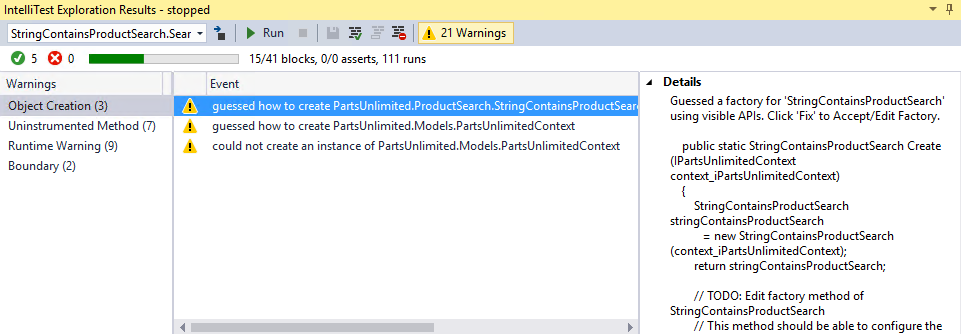 IntelliTest Exploration Results - stopped
StringContainsProductSearch.Sear Run 21 Warnings
5 0 15/41 blocks, 0/0 asserts, 111 runs
Warnings
Object Creation (3)
Uninstrumented Method (7)
Runtime Warning (9)
Boundary (2)
Event
guessed how to create PartsUnlimited.ProductSearch.StringContainsProductSear
guessed how to create PartsUnlimited.Models.PartsUnlimitedContext
could not create an instance of PartsUnlimited.Models.PartsUnlimitedContext
Details
Guessed a factory for 'StringContainsProductSearch'
using visible APIs. Click 'Fix' to Accept/Edit Factory.
public static StringContainsProductSearch Create
(IPartsUnlimitedContext
context_iPartsUnlimitedContext)
{
StringContainsProductSearch
stringContainsProductSearch
= new StringContainsProductSearch
(context_iPartsUnlimitedContext);
return stringContainsProductSearch;
// TODO: Edit factory method of
StringContainsProductSearch
// This method should be able to configure the